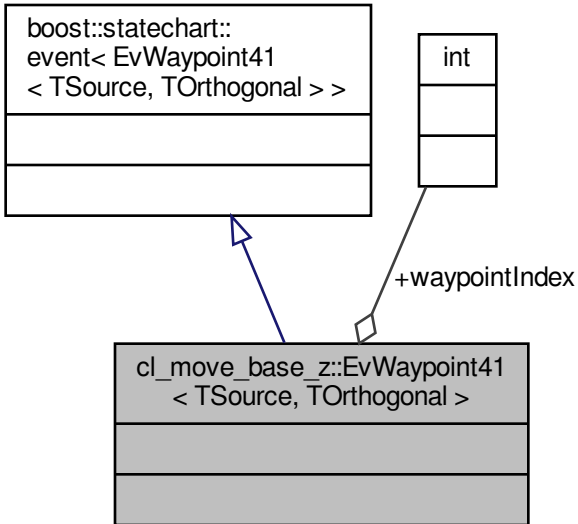 boost::statechart::
event< EvWaypoint41
< TSource, TOrthogonal > >
int
+waypointIndex
cl_move_base_z::EvWaypoint41
< TSource, TOrthogonal >